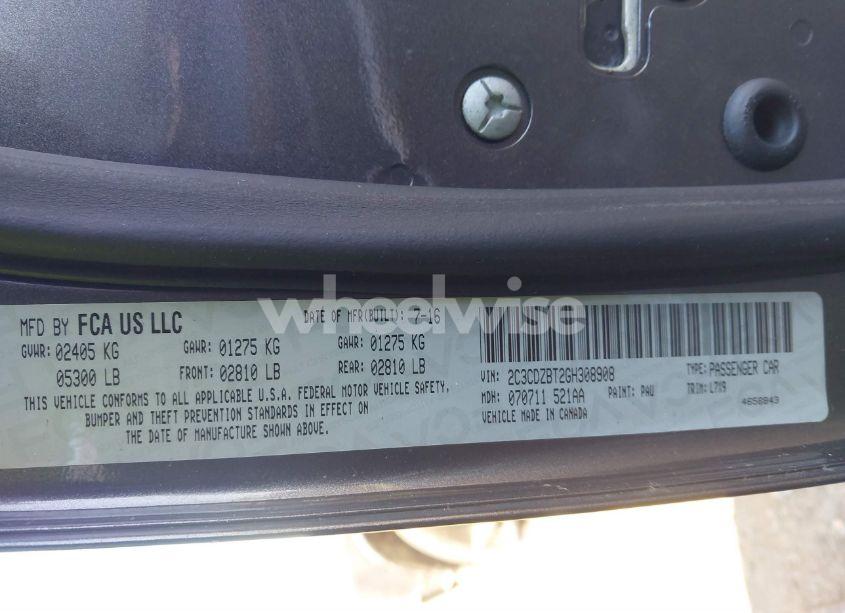 wheelwise
MFD BY FCA US LLC
DATE OF MFR(BUILT): 7-16
GVWR: 02405 KG GAWR: 01275 KG GAWR: 01275 KG
05300 LB FRONT: 02810 LB REAR: 02810 LB
THIS VEHICLE CONFORMS TO ALL APPLICABLE U.S.A. FEDERAL MOTOR VEHICLE SAFETY,
BUMPER AND THEFT PREVENTION STANDARDS IN EFFECT ON
THE DATE OF MANUFACTURE SHOWN ABOVE.
VIN: 2C3CDZBT2GH308908 TYPE: PASSENGER CAR
MDH: 070711 521AA PAINT: PAU TRIM: L7X9
VEHICLE MADE IN CANADA 4658943